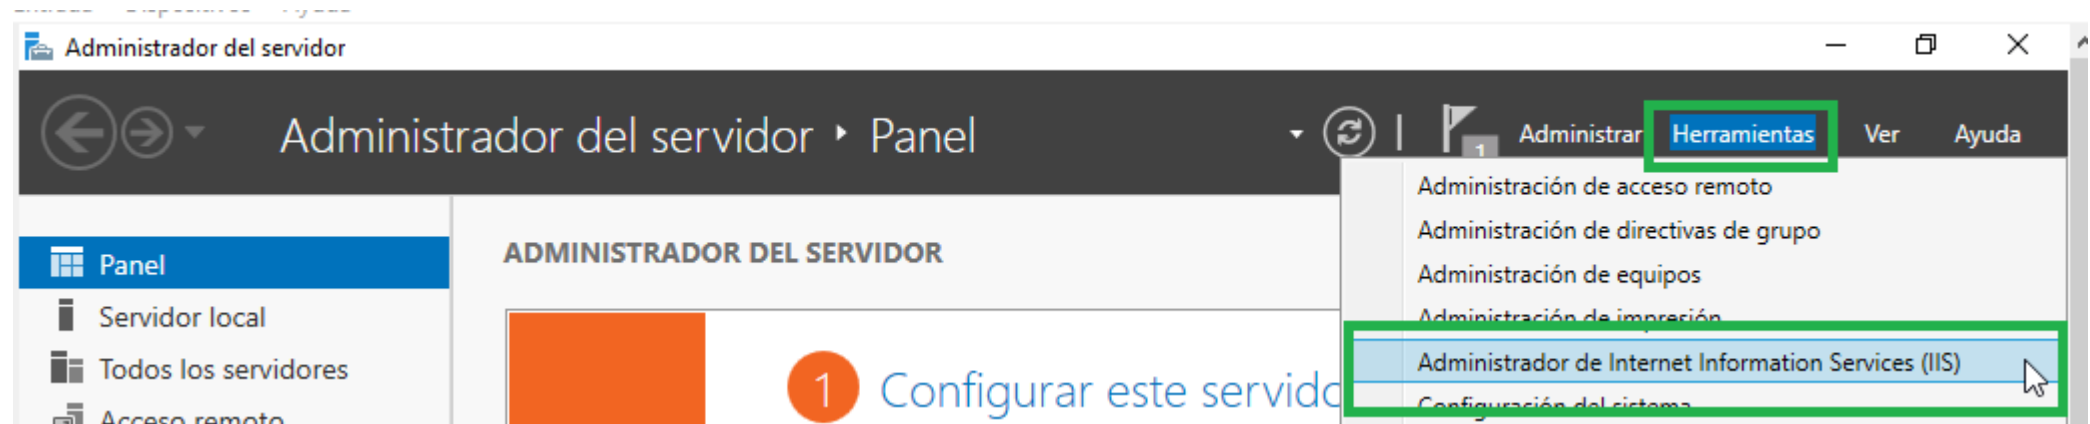 Administrador del servidor
Administrador del servidor ‣ Panel
1
Administrar Herramientas Ver Ayuda
Administración de acceso remoto
Administración de directivas de grupo
Administración de equipos
Administración de impresión
Administrador de Internet Information Services (IIS)
Configuración del sistema
Panel
Servidor local
Todos los servidores
Acceso remoto
ADMINISTRADOR DEL SERVIDOR
1 Configurar este servido